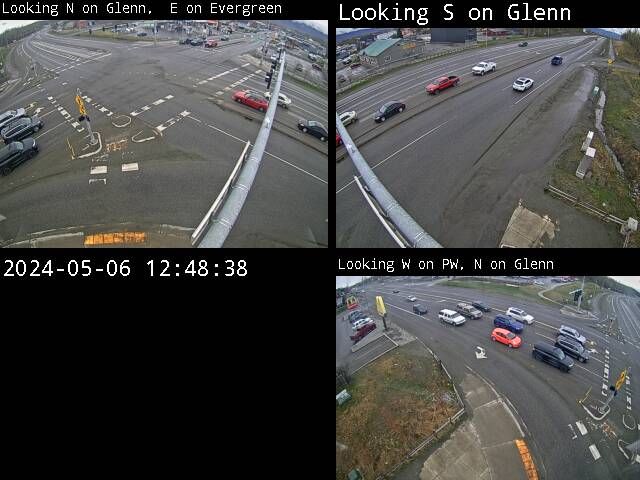 Looking N on Glenn,  E on Evergreen
Looking S on Glenn
2024-05-06 12:48:38
Looking W on PW, N on Glenn